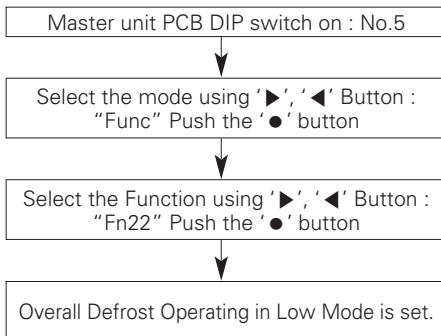 Master unit PCB DIP switch on : No.5
Select the mode using ‘▶’, ‘◀’ Button :
“Func” Push the ‘●’ button
Select the Function using ‘▶’, ‘◀’ Button :
“Fn22” Push the ‘●’ button
Overall Defrost Operating in Low Mode is set.